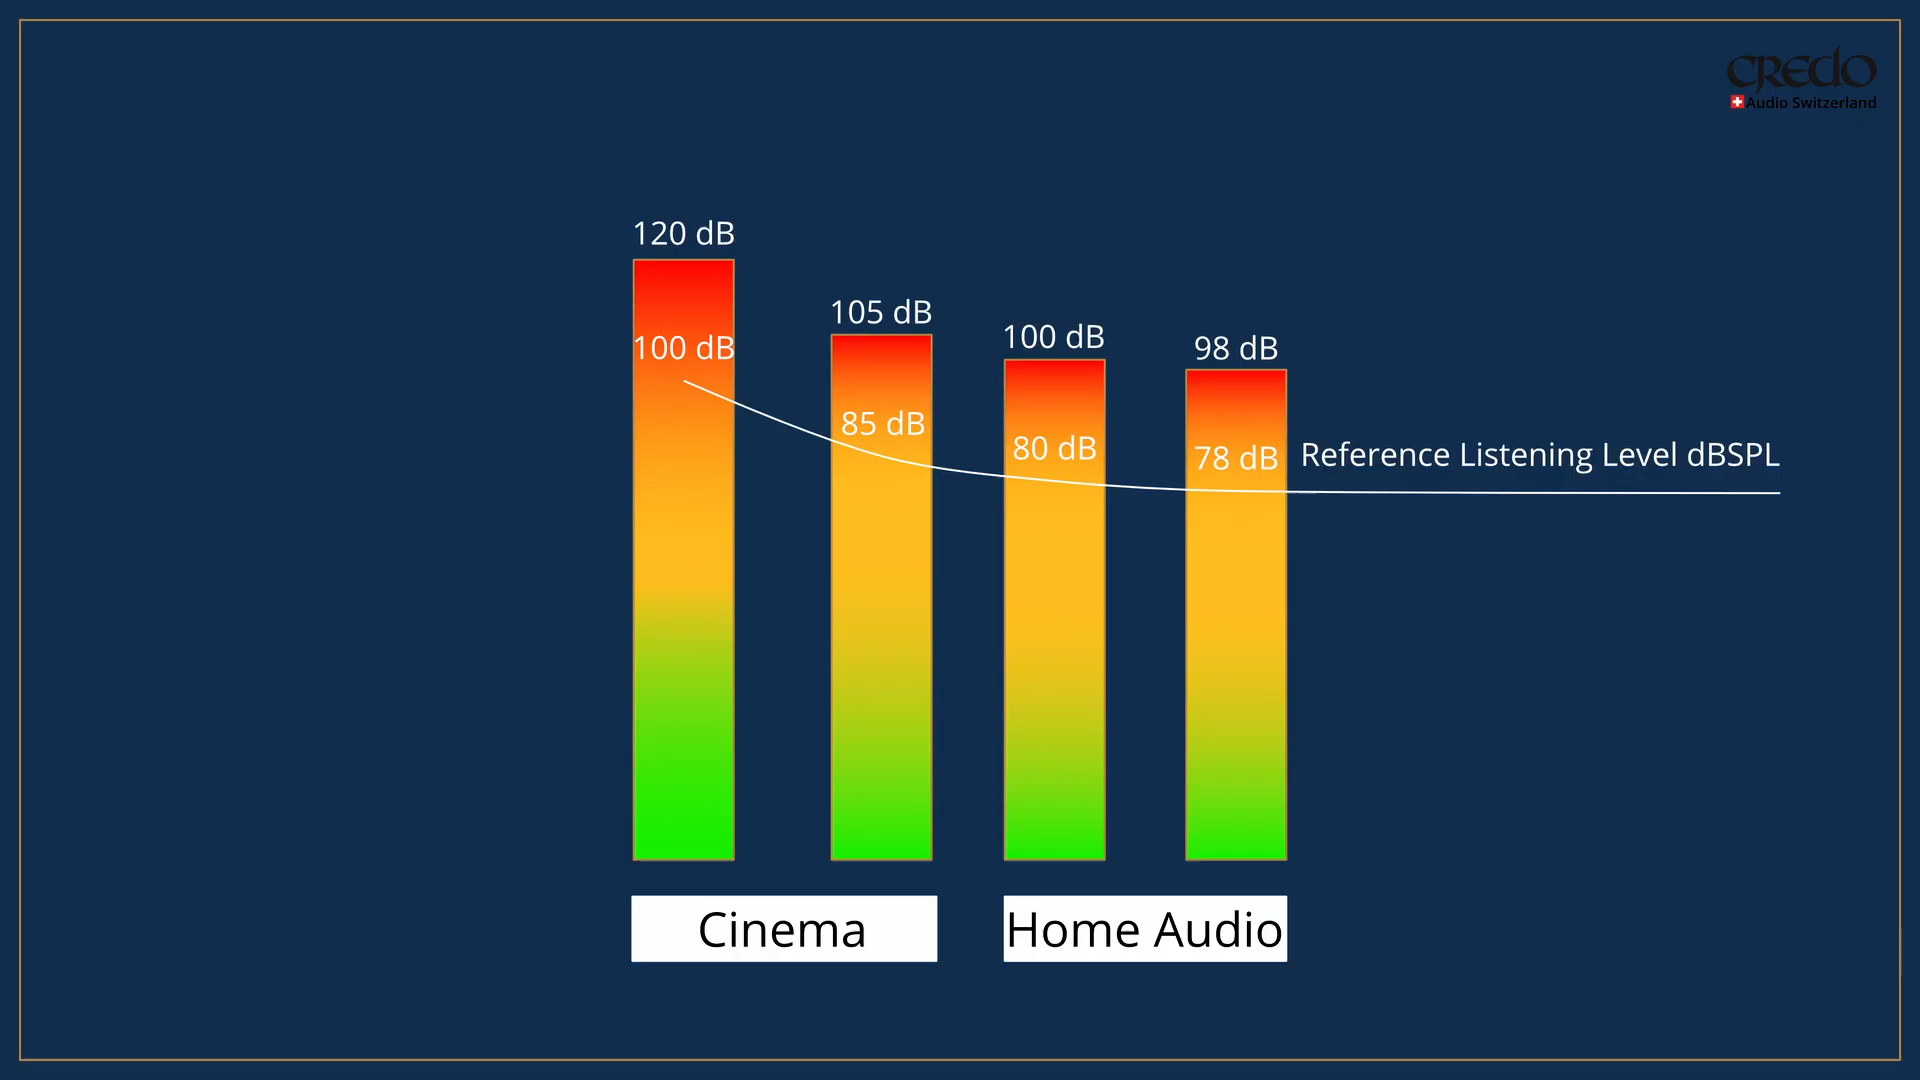 credo
Audio Switzerland
120 dB
105 dB
100 dB
98 dB
100 dB
85 dB
80 dB
78 dB
Reference Listening Level dBSPL
Cinema
Home Audio